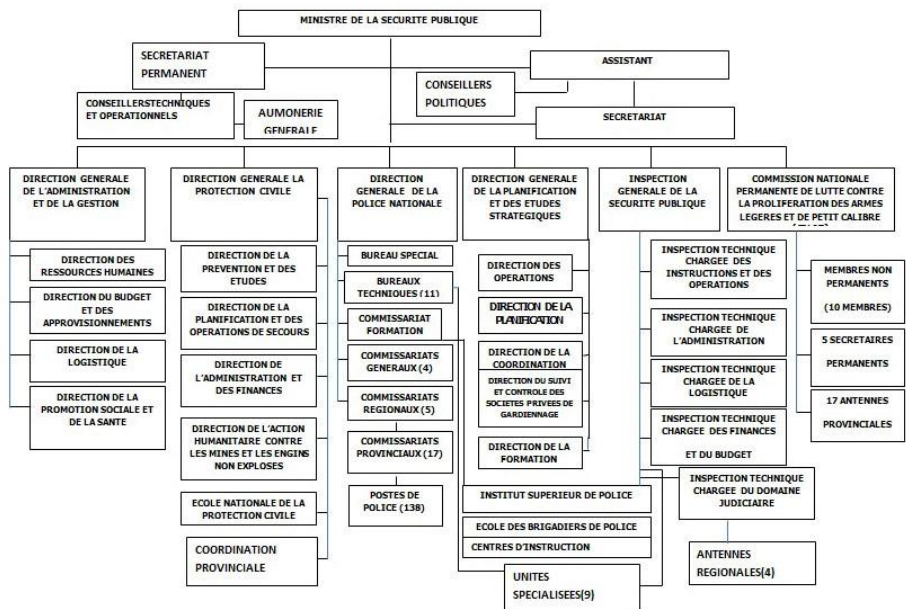 MINISTRE DE LA SECURITE PUBLIQUE
SECRETARIAT
PERMANENT
ASSISTANT
CONSEILLERS
POLITIQUES
CONSEILLERSTECHNIQUES
ET OPERATIONNELS
AUMONERIE
GENERALE
SECRETARIAT
DIRECTION GENERALE
DE L'ADMINISTRATION
ET DE LA GESTION
DIRECTION GENERALE LA
PROTECTION CIVILE
DIRECTION
GENERALE DE LA
POLICE NATIONALE
DIRECTION GENERALE
DE LA PLANIFICATION
ET DES ETUDES
STRATEGIQUES
INSPECTION
GENERALE DE LA
SECURITE PUBLIQUE
COMMISSION NATIONALE
PERMANENTE DE LUTTE CONTRE
LA PROLIFERATION DES ARMES
LEGERES ET DE PETIT CALIBRE
DIRECTION DES
RESSOURCES HUMAINES
DIRECTION DU BUDGET
ET DES
APPROVISIONNEMENTS
DIRECTION DE LA
LOGISTIQUE
DIRECTION DE LA
PROMOTION SOCIALE ET
DE LA SANTE
DIRECTION DE LA
PREVENTION ET DES
ETUDES
DIRECTION DE LA
PLANIFICATION ET DES
OPERATIONS DE SECOURS
DIRECTION DE
L'ADMINISTRATION ET
DES FINANCES
DIRECTION DE L'ACTION
HUMANITAIRE CONTRE
LES MINES ET LES ENGINS
NON EXPLOSES
ECOLE NATIONALE DE LA
PROTECTION CIVILE
COORDINATION
PROVINCIALE
BUREAU SPECIAL
BUREAUX
TECHNIQUES (11)
COMMISSARIAT
FORMATION
COMMISSARIATS
GENERAUX (4)
COMMISSARIATS
REGIONAUX (5)
COMMISSARIATS
PROVINCIAUX (17)
POSTES DE
POLICE (138)
DIRECTION DES
OPERATIONS
DIRECTION DE LA
PLANIFICATION
DIRECTION DE LA
COORDINATION
DIRECTION DU SUIVI
ET CONTROLE DES
SOCIETES PRIVEES DE
GARDIENNAGE
DIRECTION DE LA
FORMATION
INSTITUT SUPERIEUR DE POLICE
ECOLE DES BRIGADIERS DE POLICE
CENTRES D'INSTRUCTION
UNITES
SPECIALISEES(9)
INSPECTION TECHNIQUE
CHARGEE DES
INSTRUCTIONS ET DES
OPERATIONS
INSPECTION TECHNIQUE
CHARGEE DE
L'ADMINISTRATION
INSPECTION TECHNIQUE
CHARGEE DE LA
LOGISTIQUE
INSPECTION TECHNIQUE
CHARGEE DES FINANCES
ET DU BUDGET
INSPECTION TECHNIQUE
CHARGEE DU DOMAINE
JUDICIAIRE
ANTENNES
REGIONALES(4)
MEMBRES NON
PERMANENTS
(10 MEMBRES)
5 SECRETAIRES
PERMANENTS
17 ANTENNES
PROVINCIALES